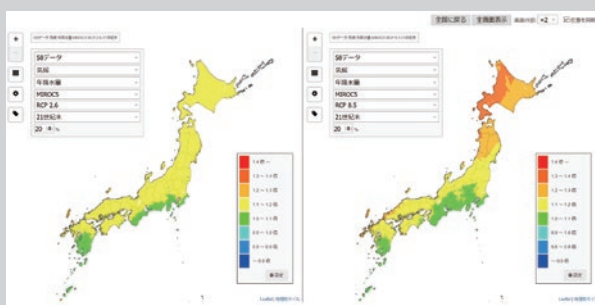 全国に戻る 全画面表示 画面分割: ×2
S8データ
気候
年降水量
MIROC5
RCP 2.6
21世紀末
20 %
1.4 倍 ～
1.3 ～ 1.4 倍
1.2 ～ 1.3 倍
1.1 ～ 1.2 倍
1.0 ～ 1.1 倍
0.9 ～ 1.0 倍
0.8 ～ 0.9 倍
S8データ
気候
年降水量
MIROC5
RCP 8.5
21世紀末
20 %
1.4 倍 ～
1.3 ～ 1.4 倍
1.2 ～ 1.3 倍
1.1 ～ 1.2 倍
1.0 ～ 1.1 倍
0.9 ～ 1.0 倍
0.8 ～ 0.9 倍